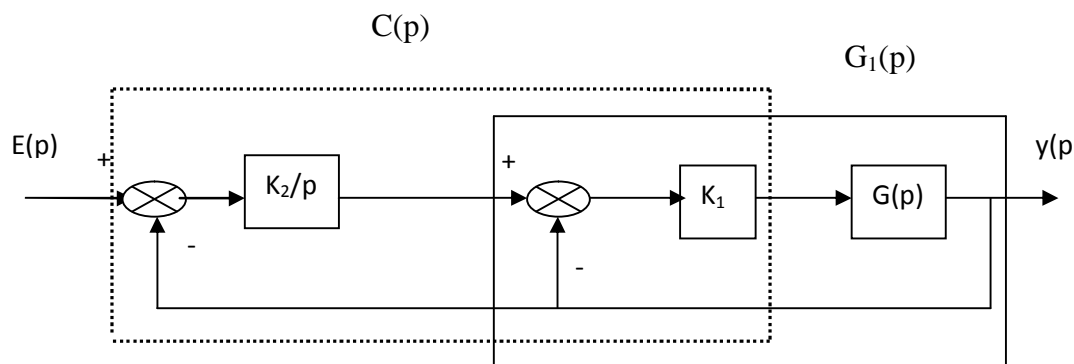 C(p)
G₁(p)
E(p)
+
K₂/p
-
+
K₁
-
G(p)
y(p